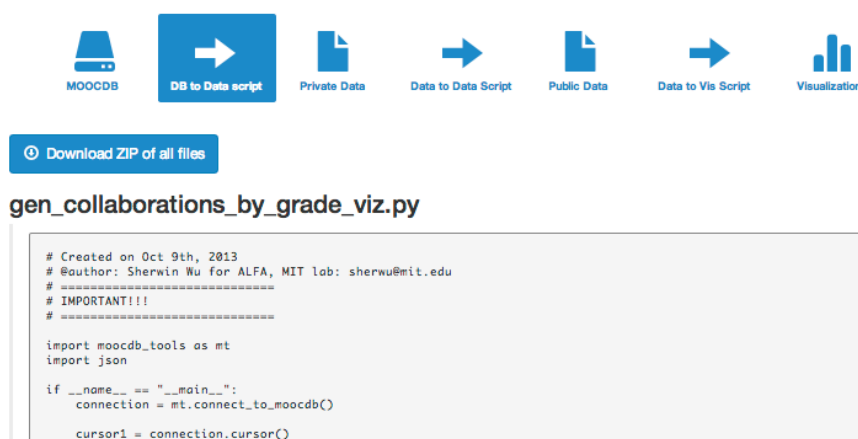 MOOCDB
DB to Data script
Private Data
Data to Data Script
Public Data
Data to Vis Script
Visualization
Download ZIP of all files
gen_collaborations_by_grade_viz.py
# Created on Oct 9th, 2013
# @author: Sherwin Wu for ALFA, MIT lab: sherwu@mit.edu
# =============================
# IMPORTANT!!!
# =============================
import moocdb_tools as mt
import json
if __name__ == "__main__":
connection = mt.connect_to_moocdb()
cursor1 = connection.cursor()